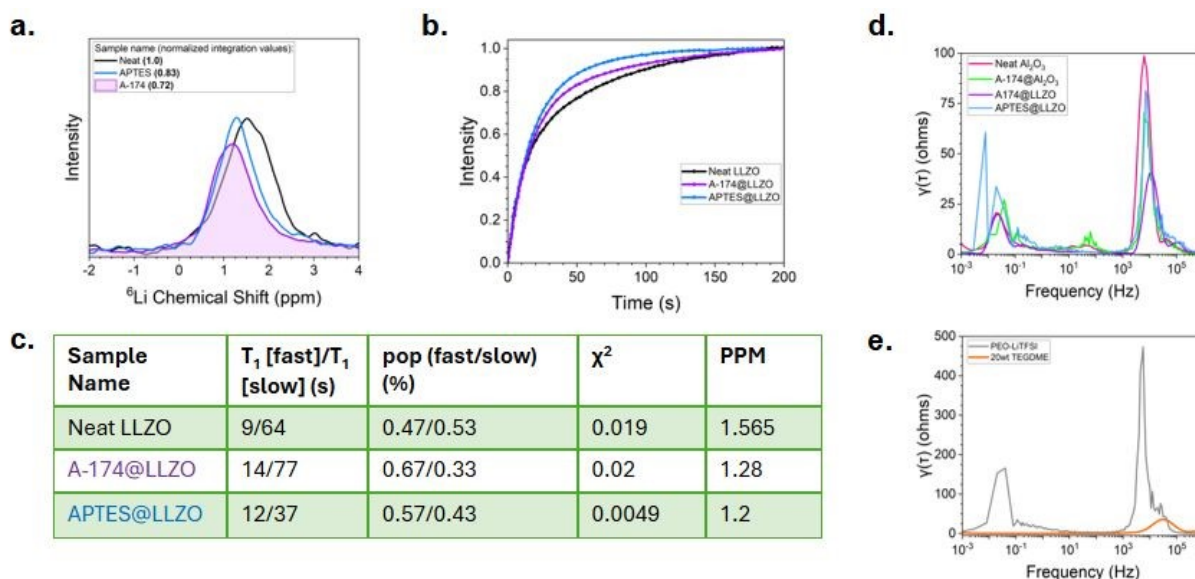 a.
Sample name (normalized integration values):
Neat (1.0)
APTES (0.83)
A-174 (0.72)
Intensity
-2 -1 0 1 2 3 4
⁶Li Chemical Shift (ppm)
b.
1.0
0.8
0.6
0.4
0.2
0.0
Intensity
Neat LLZO
A-174@LLZO
APTES@LLZO
0 50 100 150 200
Time (s)
c.
Sample Name | T₁ [fast]/T₁ [slow] (s) | pop (fast/slow) (%) | χ² | PPM
Neat LLZO | 9/64 | 0.47/0.53 | 0.019 | 1.565
A-174@LLZO | 14/77 | 0.67/0.33 | 0.02 | 1.28
APTES@LLZO | 12/37 | 0.57/0.43 | 0.0049 | 1.2
d.
100
75
50
25
0
γ(τ) (ohms)
Neat Al₂O₃
A-174@Al₂O₃
A174@LLZO
APTES@LLZO
10⁻³ 10⁻¹ 10¹ 10³ 10⁵
Frequency (Hz)
e.
500
400
300
200
100
0
γ(τ) (ohms)
PEO-LiTFSI
20wt TEGDME
10⁻³ 10⁻¹ 10¹ 10³ 10⁵
Frequency (Hz)